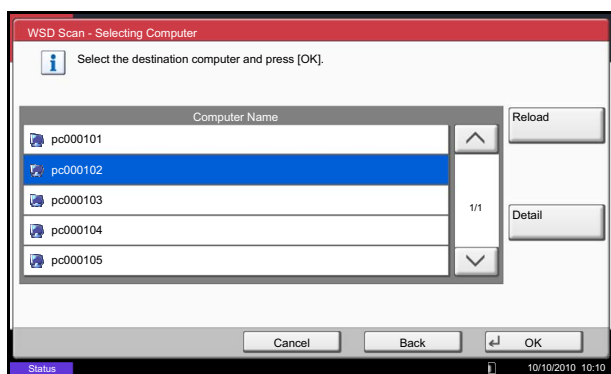 WSD Scan - Selecting Computer
Select the destination computer and press [OK].
Computer Name
Reload
pc000101
pc000102
pc000103
1/1
Detail
pc000104
pc000105
Cancel
Back
OK
Status
10/10/2010 10:10